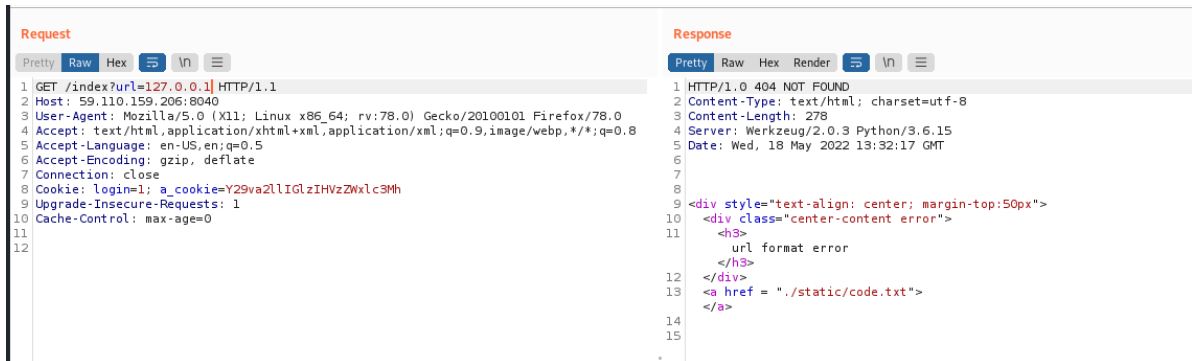 Request
Pretty Raw Hex \n
1 GET /index?url=127.0.0.1 HTTP/1.1
2 Host: 59.110.159.206:8040
3 User-Agent: Mozilla/5.0 (X11; Linux x86_64; rv:78.0) Gecko/20100101 Firefox/78.0
4 Accept: text/html,application/xhtml+xml,application/xml;q=0.9,image/webp,*/*;q=0.8
5 Accept-Language: en-US,en;q=0.5
6 Accept-Encoding: gzip, deflate
7 Connection: close
8 Cookie: login=1; a_cookie=Y29va2llIGlzIHVzZWxlc3Mh
9 Upgrade-Insecure-Requests: 1
10 Cache-Control: max-age=0
11
12
Response
Pretty Raw Hex Render \n
1 HTTP/1.0 404 NOT FOUND
2 Content-Type: text/html; charset=utf-8
3 Content-Length: 278
4 Server: Werkzeug/2.0.3 Python/3.6.15
5 Date: Wed, 18 May 2022 13:32:17 GMT
6
7
8
9 <div style="text-align: center; margin-top:50px">
10 <div class="center-content error">
11 <h3>
url format error
</h3>
12 </div>
13 <a href = "./static/code.txt">
</a>
14
15